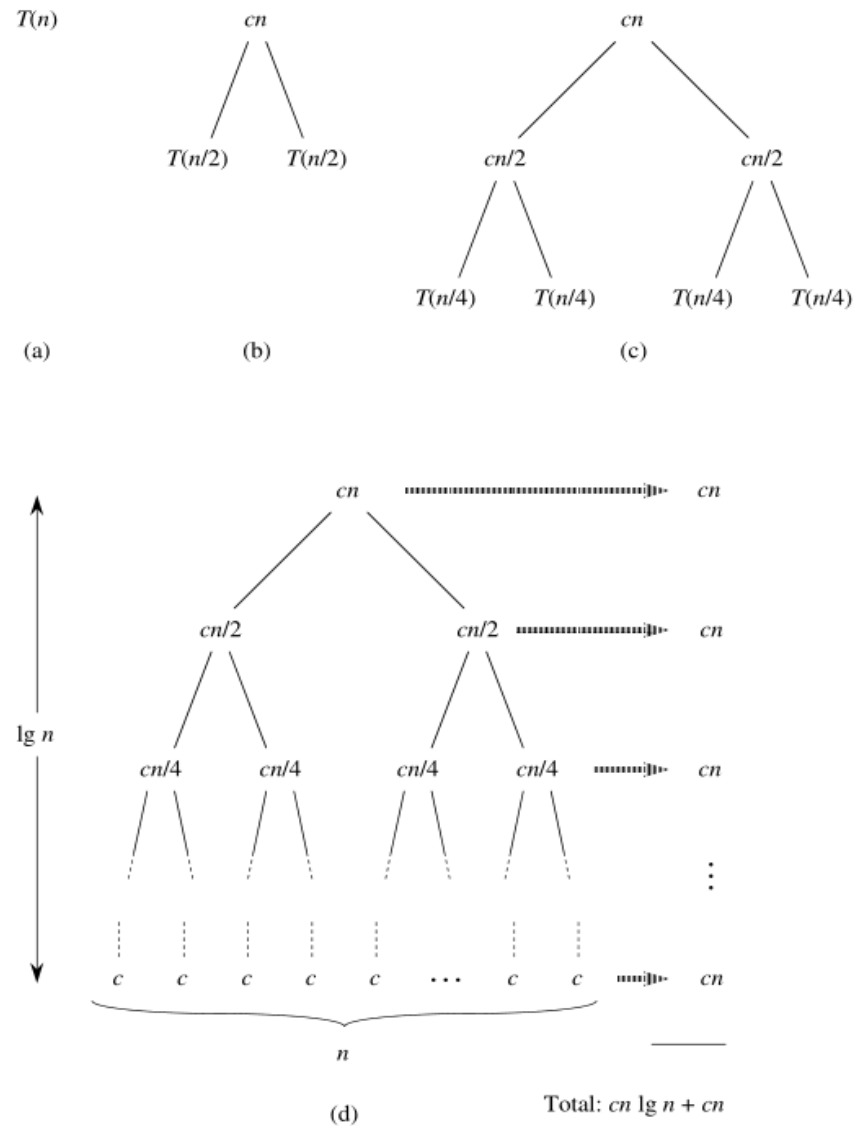 T(n) cn cn
T(n/2) T(n/2) cn/2 cn/2
T(n/4) T(n/4) T(n/4) T(n/4)
(a) (b) (c)
cn cn
cn/2 cn/2 cn
lg n
cn/4 cn/4 cn/4 cn/4 cn
⋮
c c c c c … c c cn
n
Total: cn lg n + cn
(d)